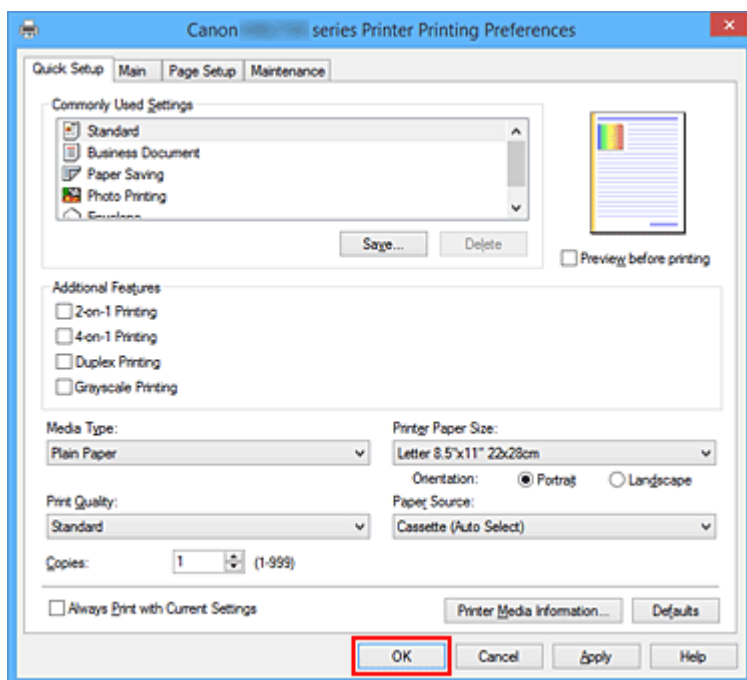 Canon series Printer Printing Preferences
Quick Setup Main Page Setup Maintenance
Commonly Used Settings
Standard
Business Document
Paper Saving
Photo Printing
Envelope
Save... Delete
Preview before printing
Additional Features
2-on-1 Printing
4-on-1 Printing
Duplex Printing
Grayscale Printing
Media Type: Printer Paper Size:
Plain Paper Letter 8.5"x11" 22x28cm
Orientation: Portrait Landscape
Print Quality: Paper Source:
Standard Cassette (Auto Select)
Copies: 1 (1-999)
Always Print with Current Settings Printer Media Information... Defaults
OK Cancel Apply Help